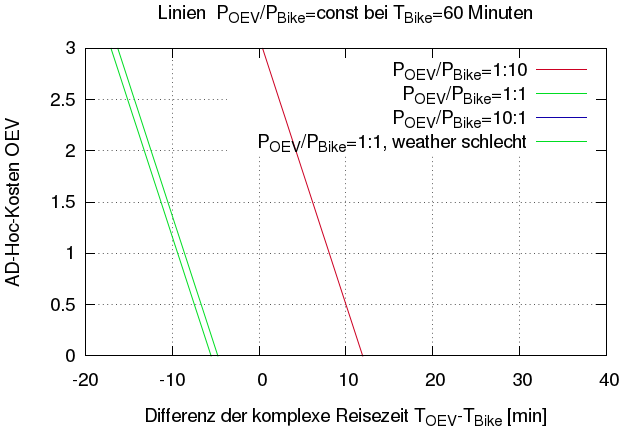 Linien P_OEV/P_Bike=const bei T_Bike=60 Minuten
P_OEV/P_Bike=1:10
P_OEV/P_Bike=1:1
P_OEV/P_Bike=10:1
P_OEV/P_Bike=1:1, weather schlecht
AD-Hoc-Kosten OEV
3
2.5
2
1.5
1
0.5
0
-20 -10 0 10 20 30 40
Differenz der komplexe Reisezeit T_OEV-T_Bike [min]